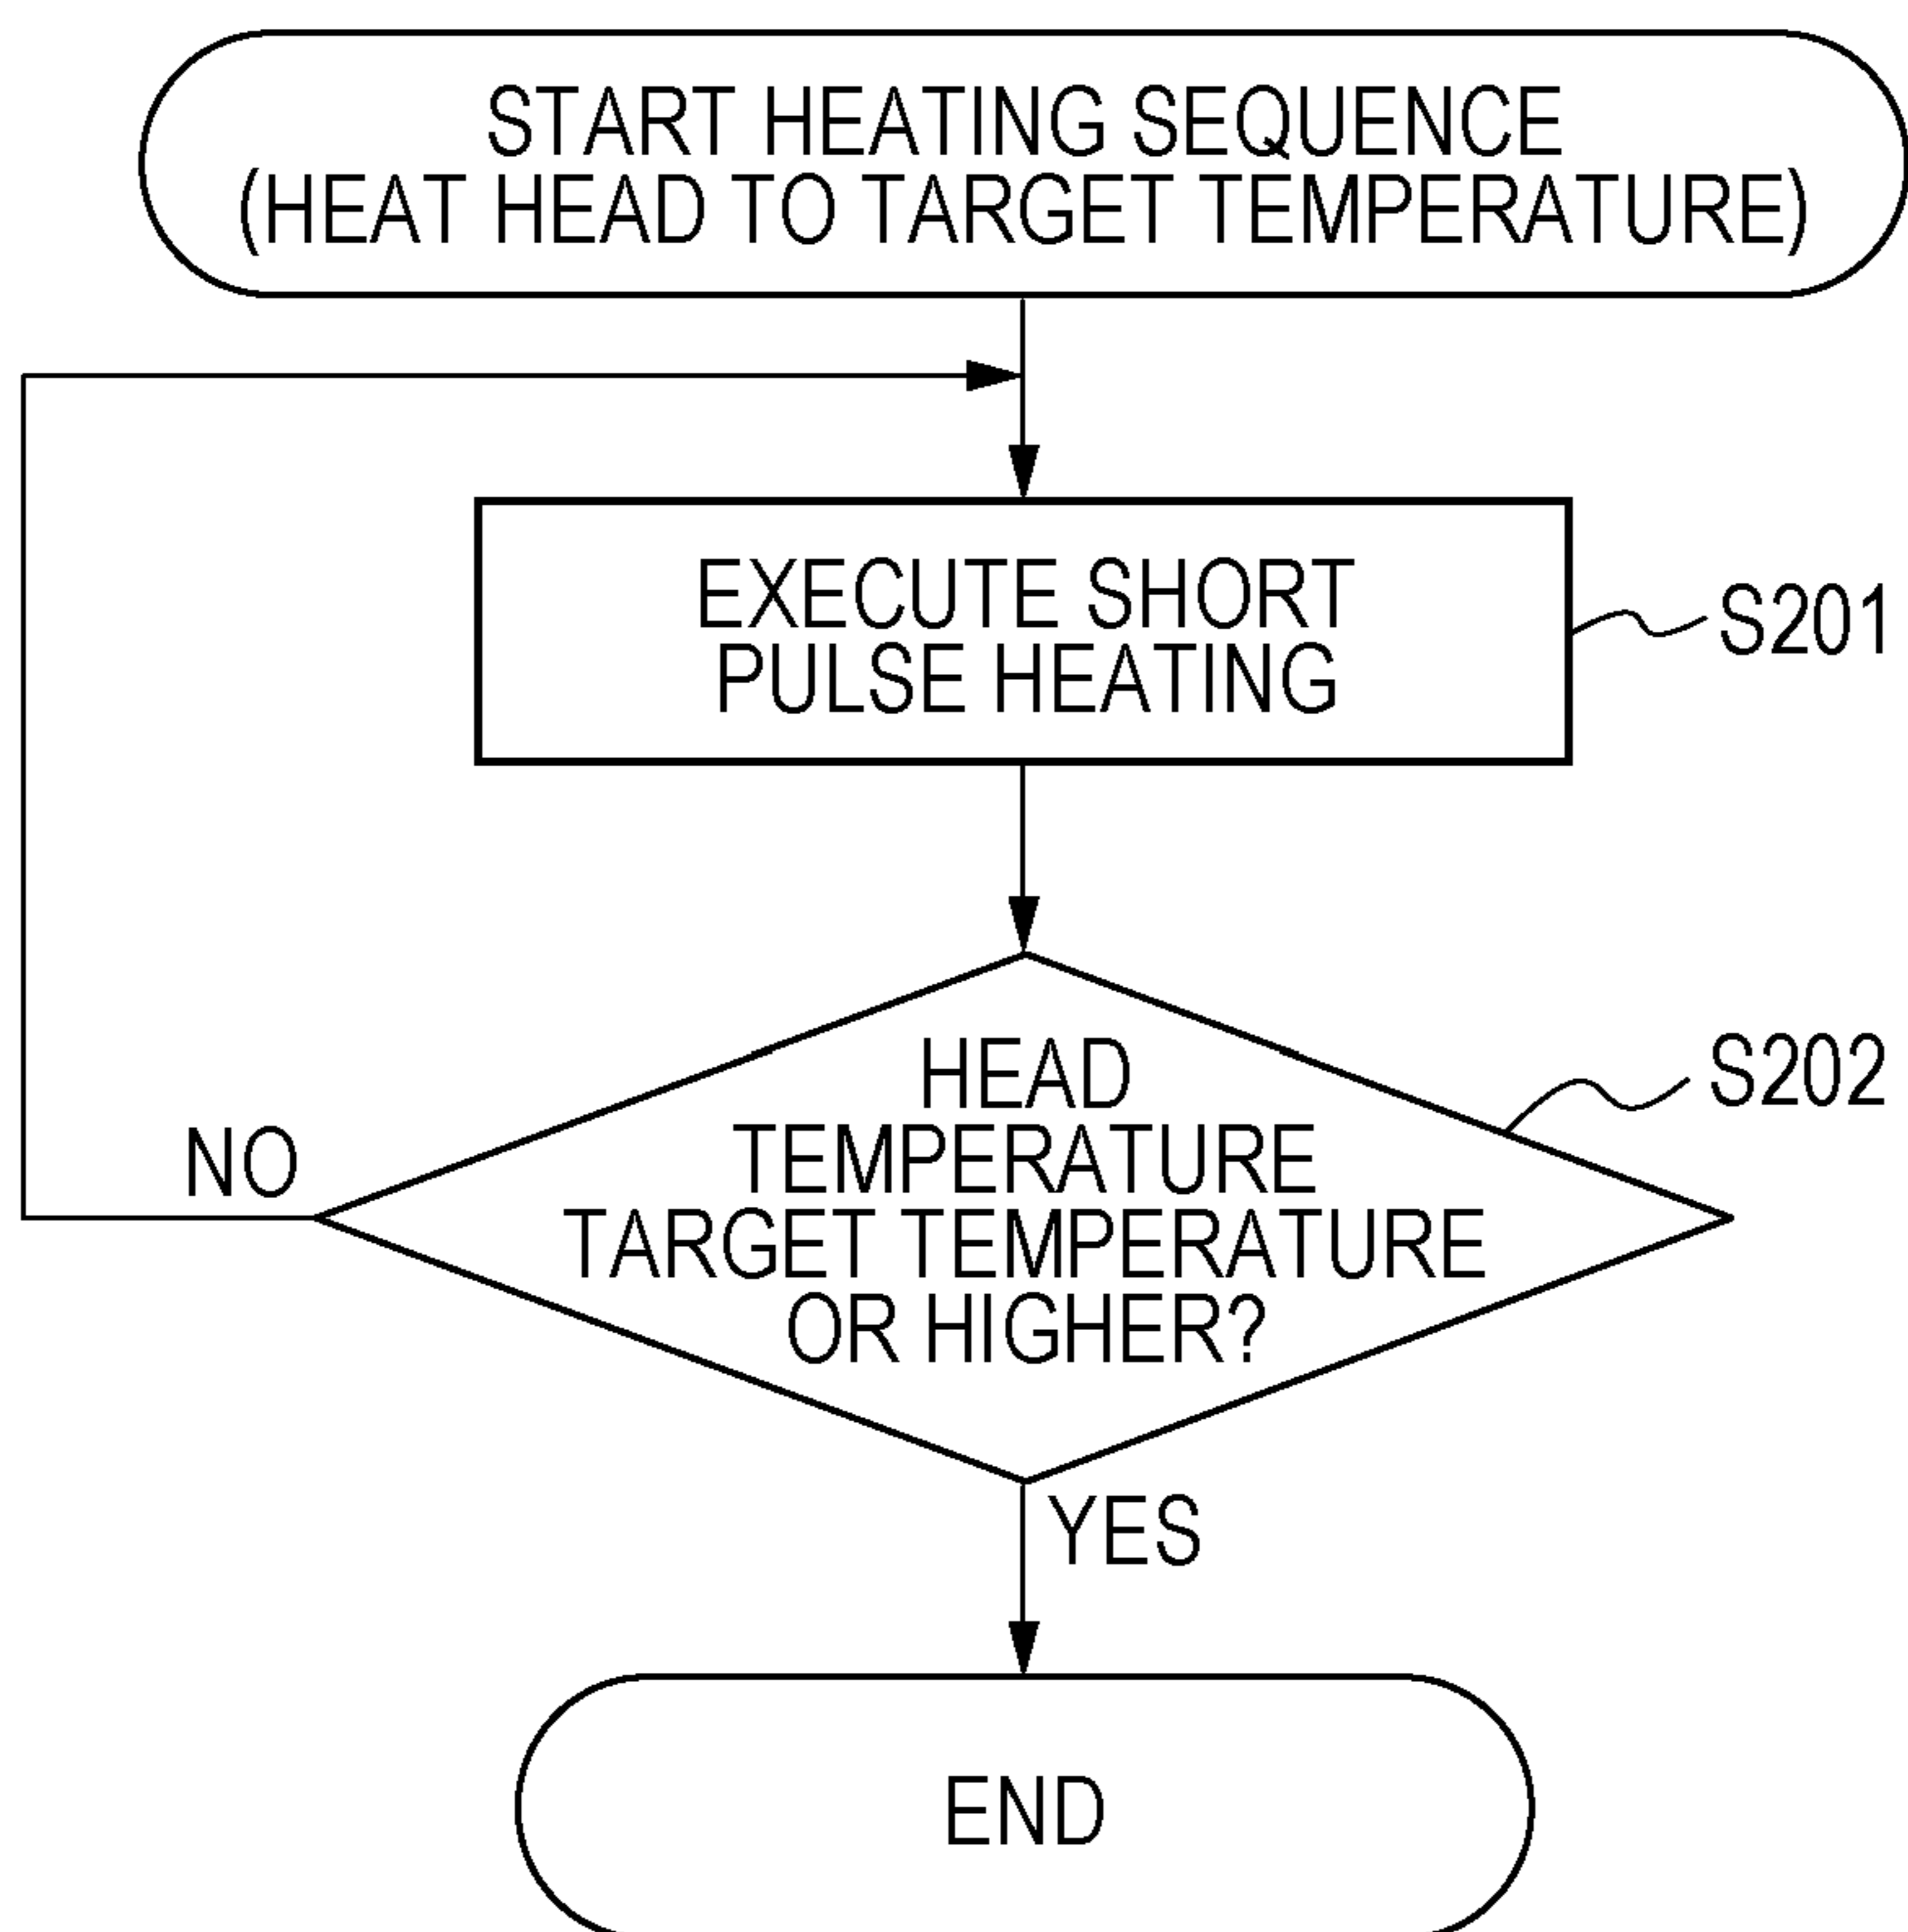 START HEATING SEQUENCE
(HEAT HEAD TO TARGET TEMPERATURE)
EXECUTE SHORT
PULSE HEATING
S201
HEAD
TEMPERATURE
TARGET TEMPERATURE
OR HIGHER?
S202
NO
YES
END